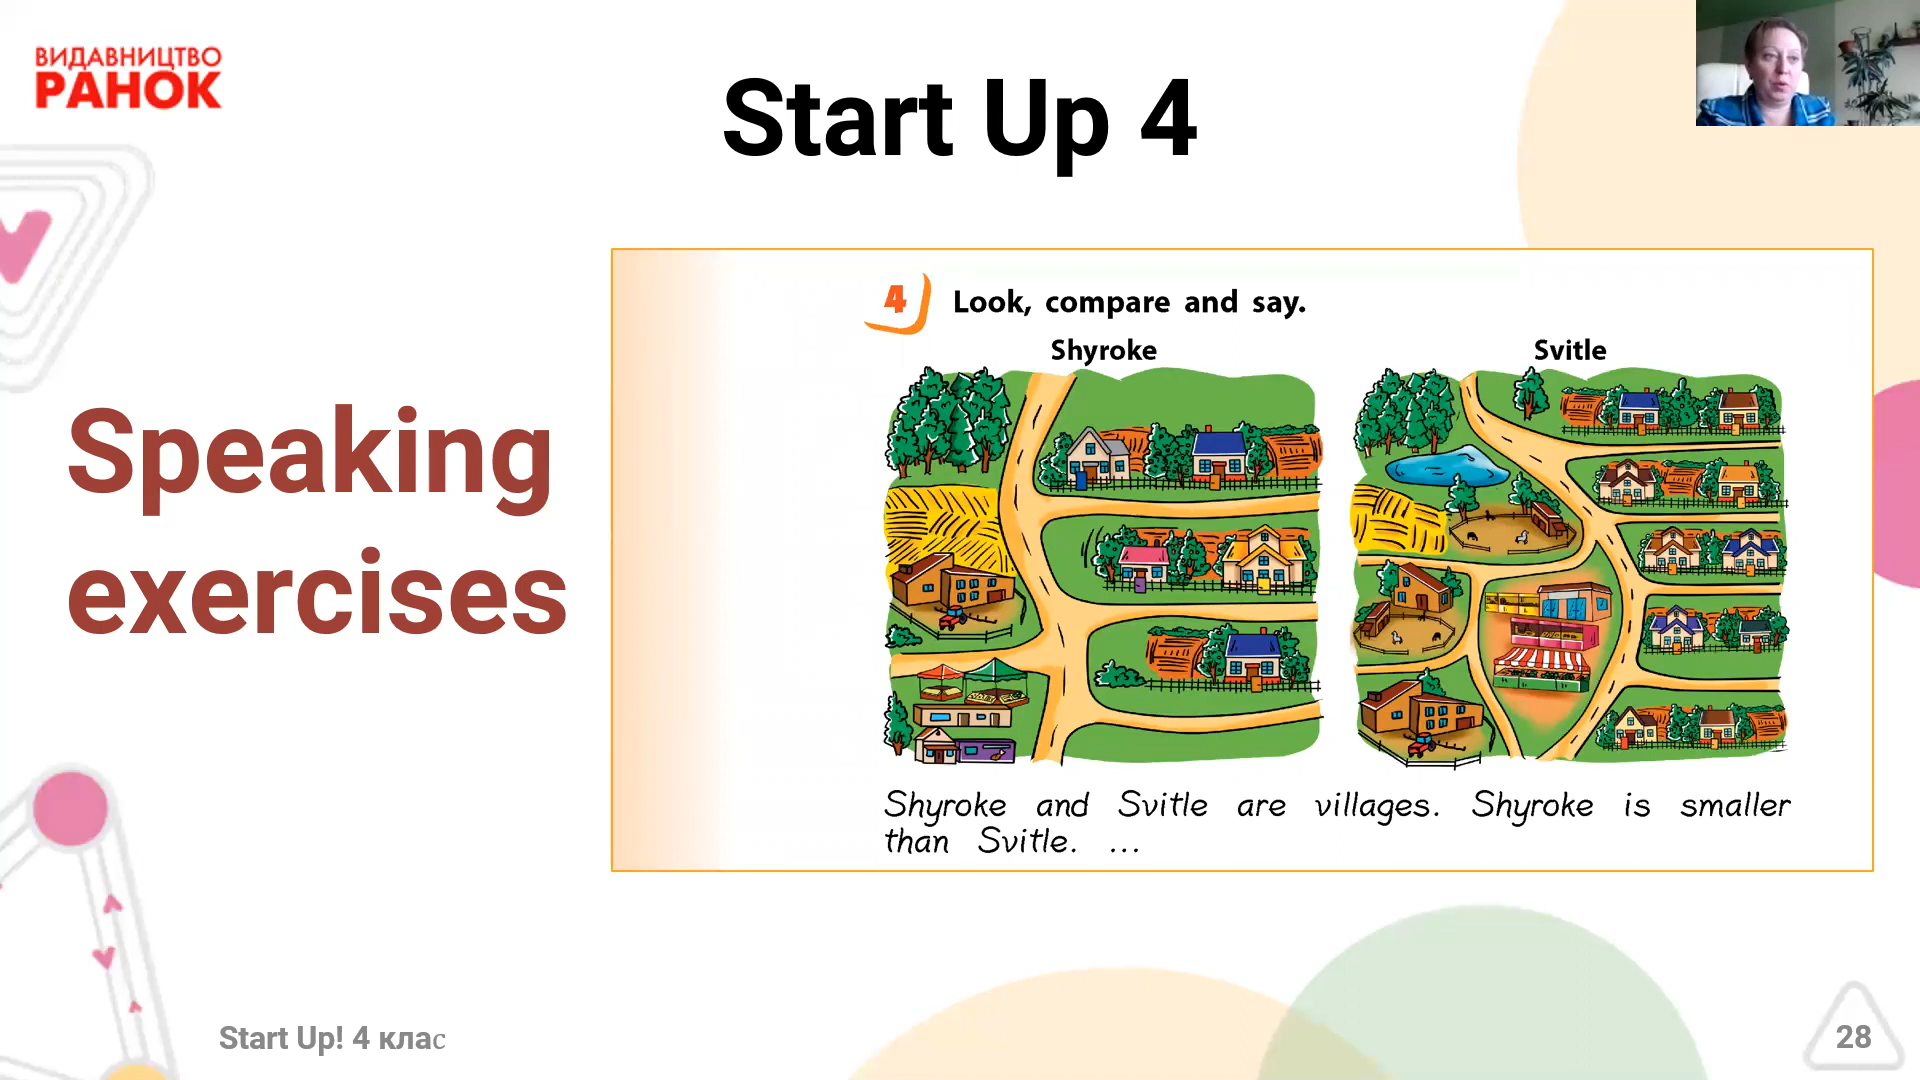 ВИДАВНИЦТВО
РАНОК
Start Up 4
Speaking
exercises
4 Look, compare and say.
Shyroke
Svitle
Shyroke and Svitle are villages. Shyroke is smaller
than Svitle. ...
Start Up! 4 клас
28